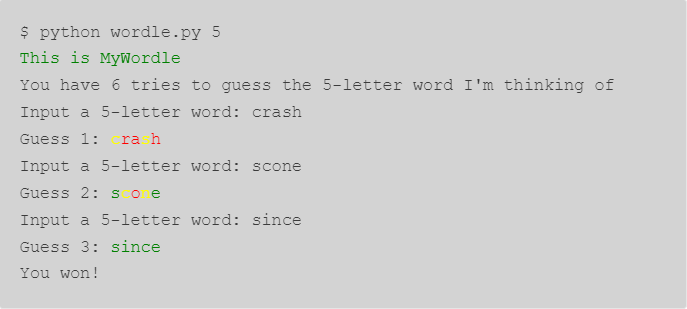 $ python wordle.py 5
This is MyWordle
You have 6 tries to guess the 5-letter word I'm thinking of
Input a 5-letter word: crash
Guess 1: crash
Input a 5-letter word: scone
Guess 2: scone
Input a 5-letter word: since
Guess 3: since
You won!